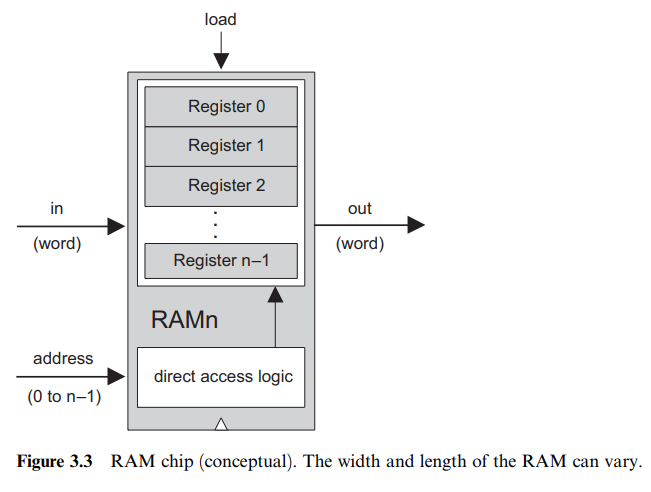 load
Register 0
Register 1
Register 2
.
.
.
Register n–1
in
(word)
out
(word)
RAMn
address
(0 to n–1)
direct access logic
Figure 3.3 RAM chip (conceptual). The width and length of the RAM can vary.